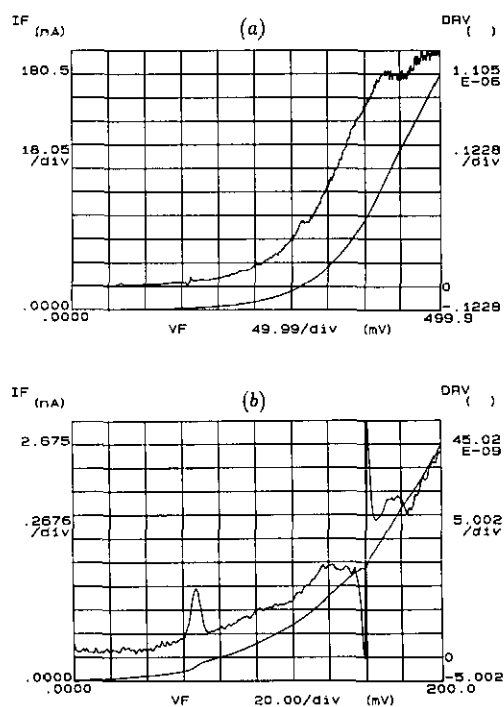 IF (nA) (a) DRV ( )
180.5 1.105
E-06
18.05 .1228
/div /div
0
.0000 -.1228
.0000 499.9
VF 49.99/div (mV)
IF (nA) (b) DRV ( )
2.675 45.02
E-09
.2676 5.002
/div /div
0
.0000 -5.002
.0000 200.0
VF 20.00/div (mV)